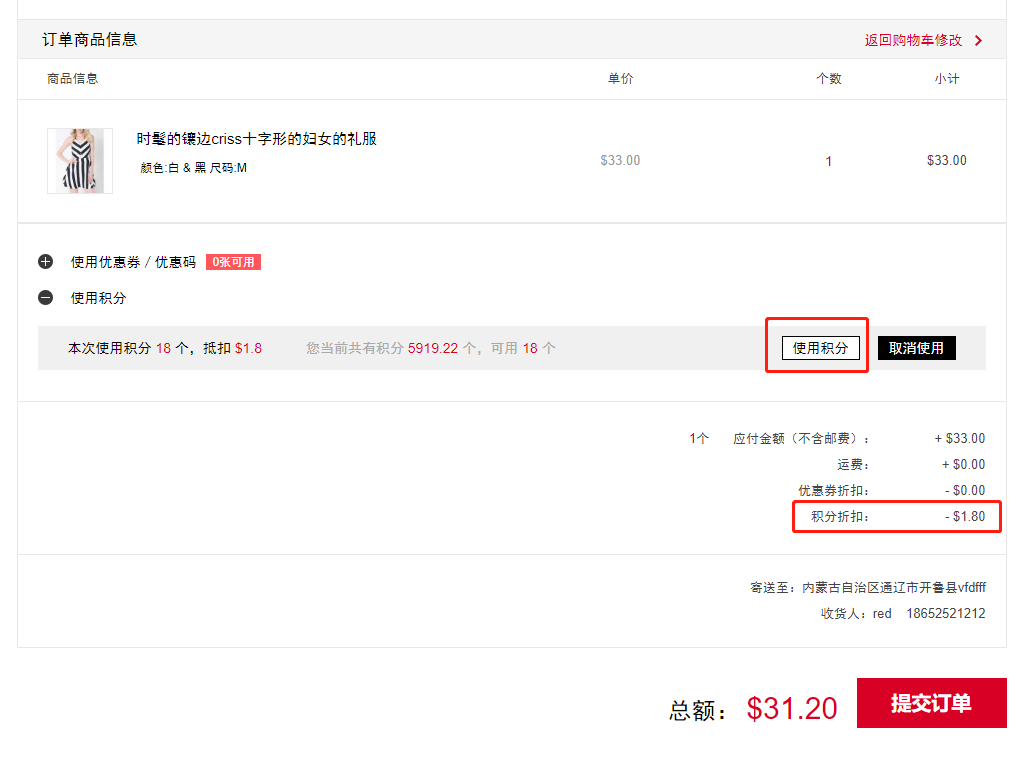 订单商品信息 返回购物车修改
商品信息 单价 个数 小计
时髦的镶边criss十字形的妇女的礼服
颜色:白 & 黑 尺码:M
$33.00 1 $33.00
使用优惠券 / 优惠码 0张可用
使用积分
本次使用积分 18 个，抵扣 $1.8 您当前共有积分 5919.22 个，可用 18 个 使用积分 取消使用
1个 应付金额（不含邮费）： + $33.00
运费： + $0.00
优惠券折扣： - $0.00
积分折扣： - $1.80
寄送至：内蒙古自治区通辽市开鲁县vfdfff
收货人：red 18652521212
总额： $31.20 提交订单